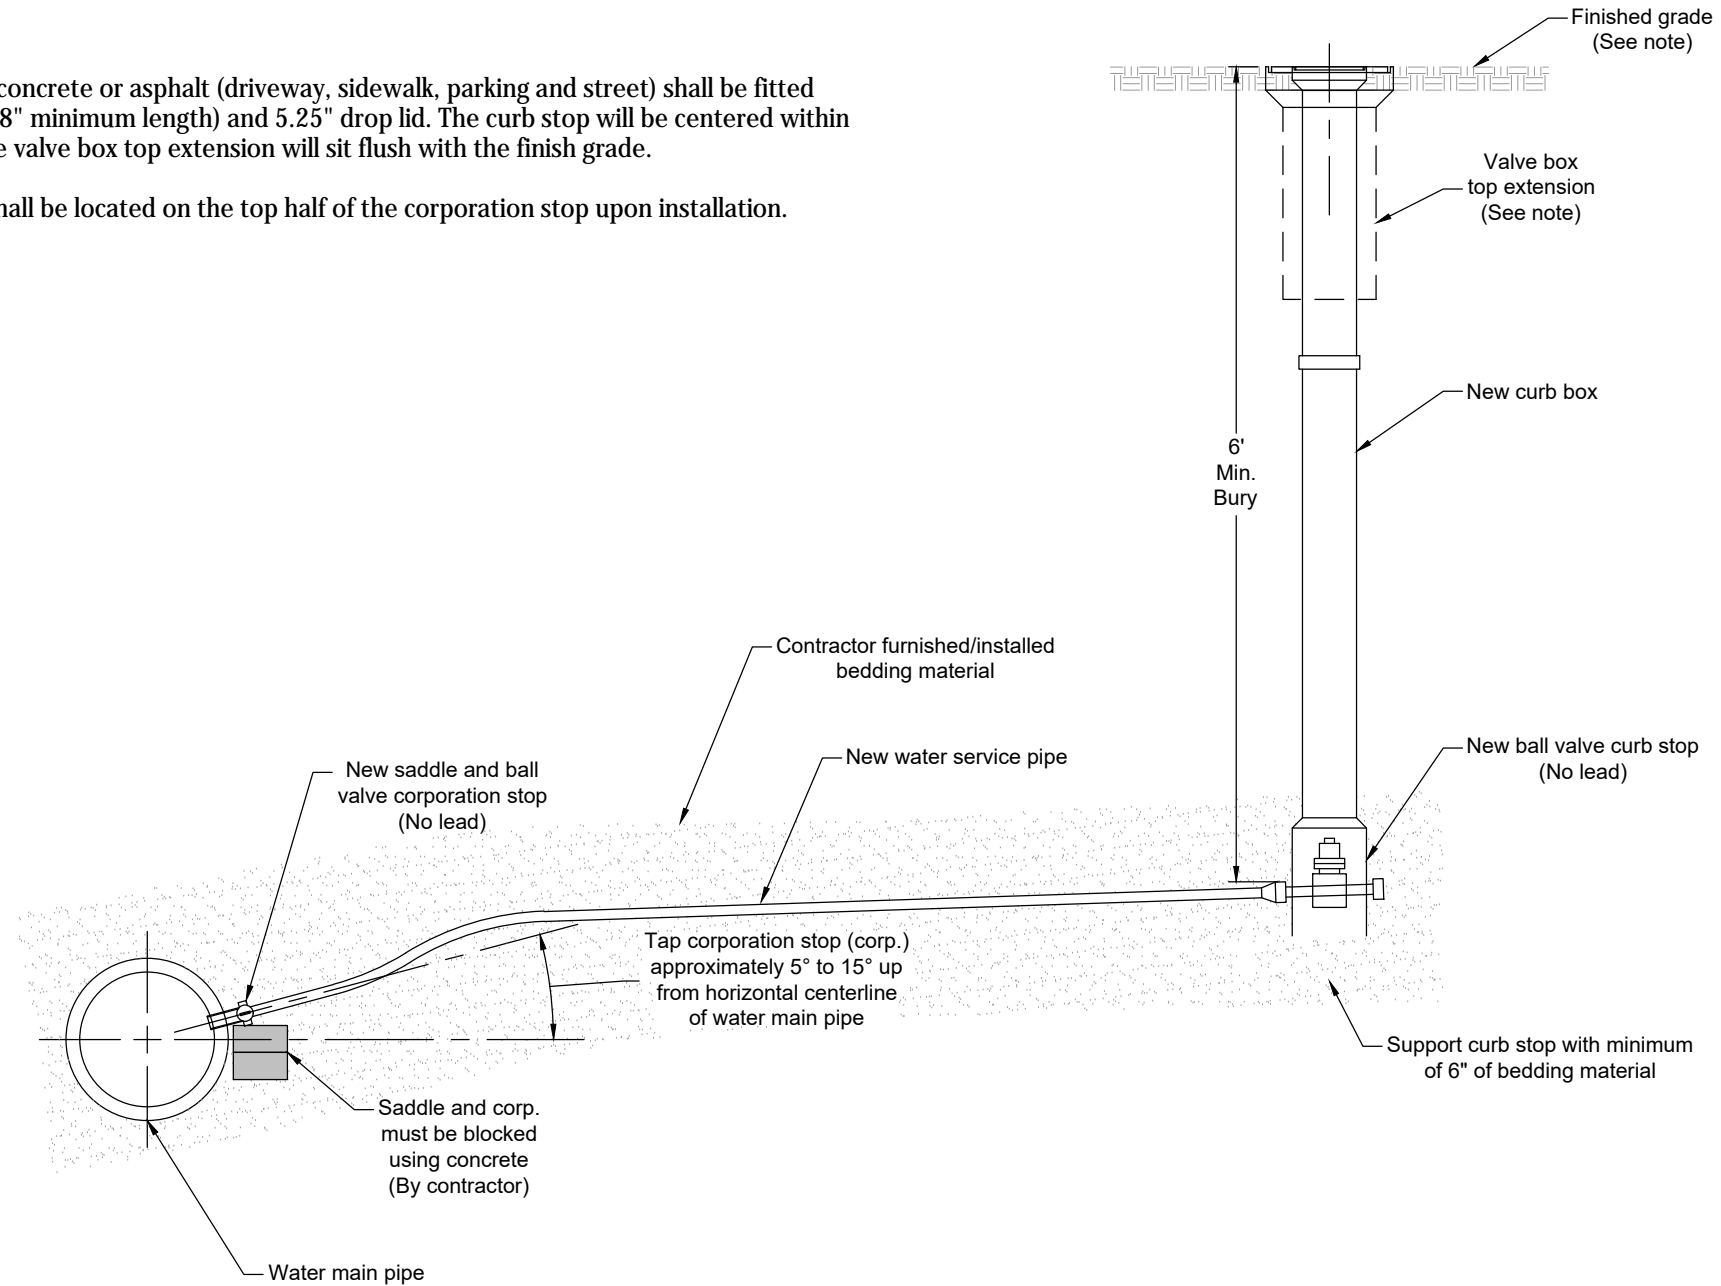 concrete or asphalt (driveway, sidewalk, parking and street) shall be fitted
8" minimum length) and 5.25" drop lid. The curb stop will be centered within
valve box top extension will sit flush with the finish grade.
shall be located on the top half of the corporation stop upon installation.
Finished grade
(See note)
Valve box
top extension
(See note)
New curb box
6'
Min.
Bury
Contractor furnished/installed
bedding material
New water service pipe
New saddle and ball
valve corporation stop
(No lead)
New ball valve curb stop
(No lead)
Tap corporation stop (corp.)
approximately 5° to 15° up
from horizontal centerline
of water main pipe
Support curb stop with minimum
of 6" of bedding material
Saddle and corp.
must be blocked
using concrete
(By contractor)
Water main pipe